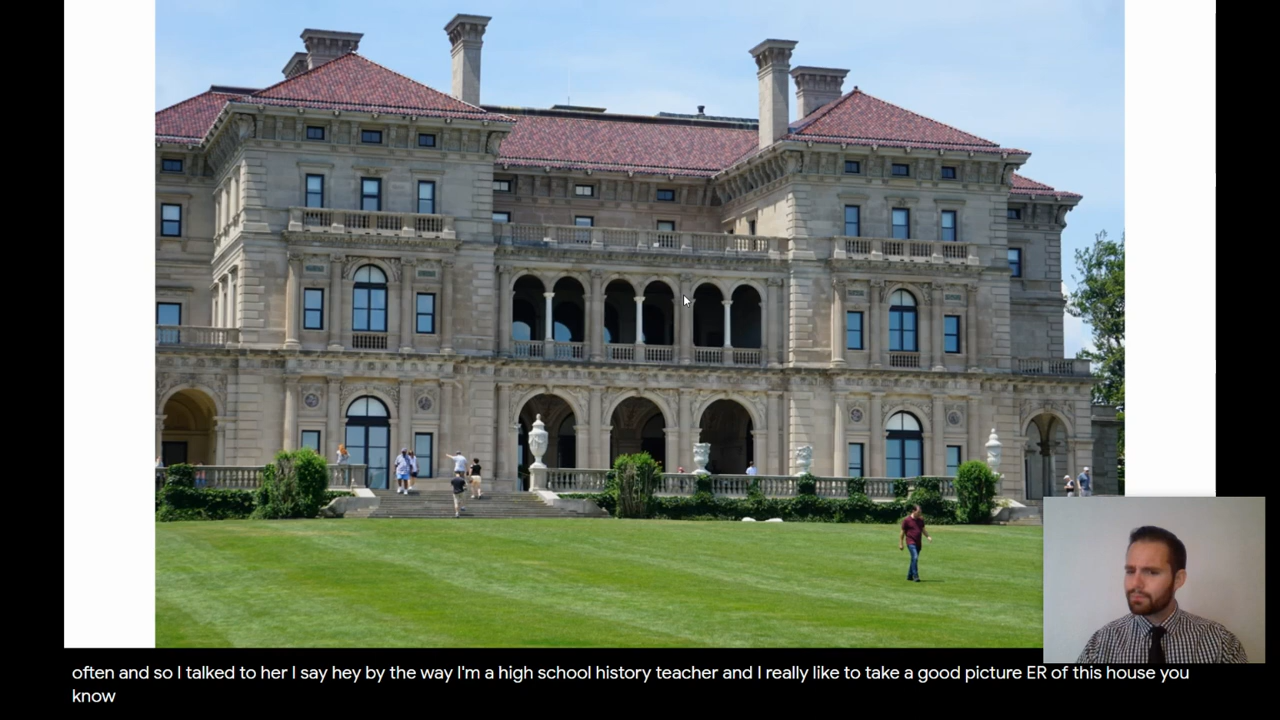 often and so I talked to her I say hey by the way I'm a high school history teacher and I really like to take a good picture ER of this house you
know